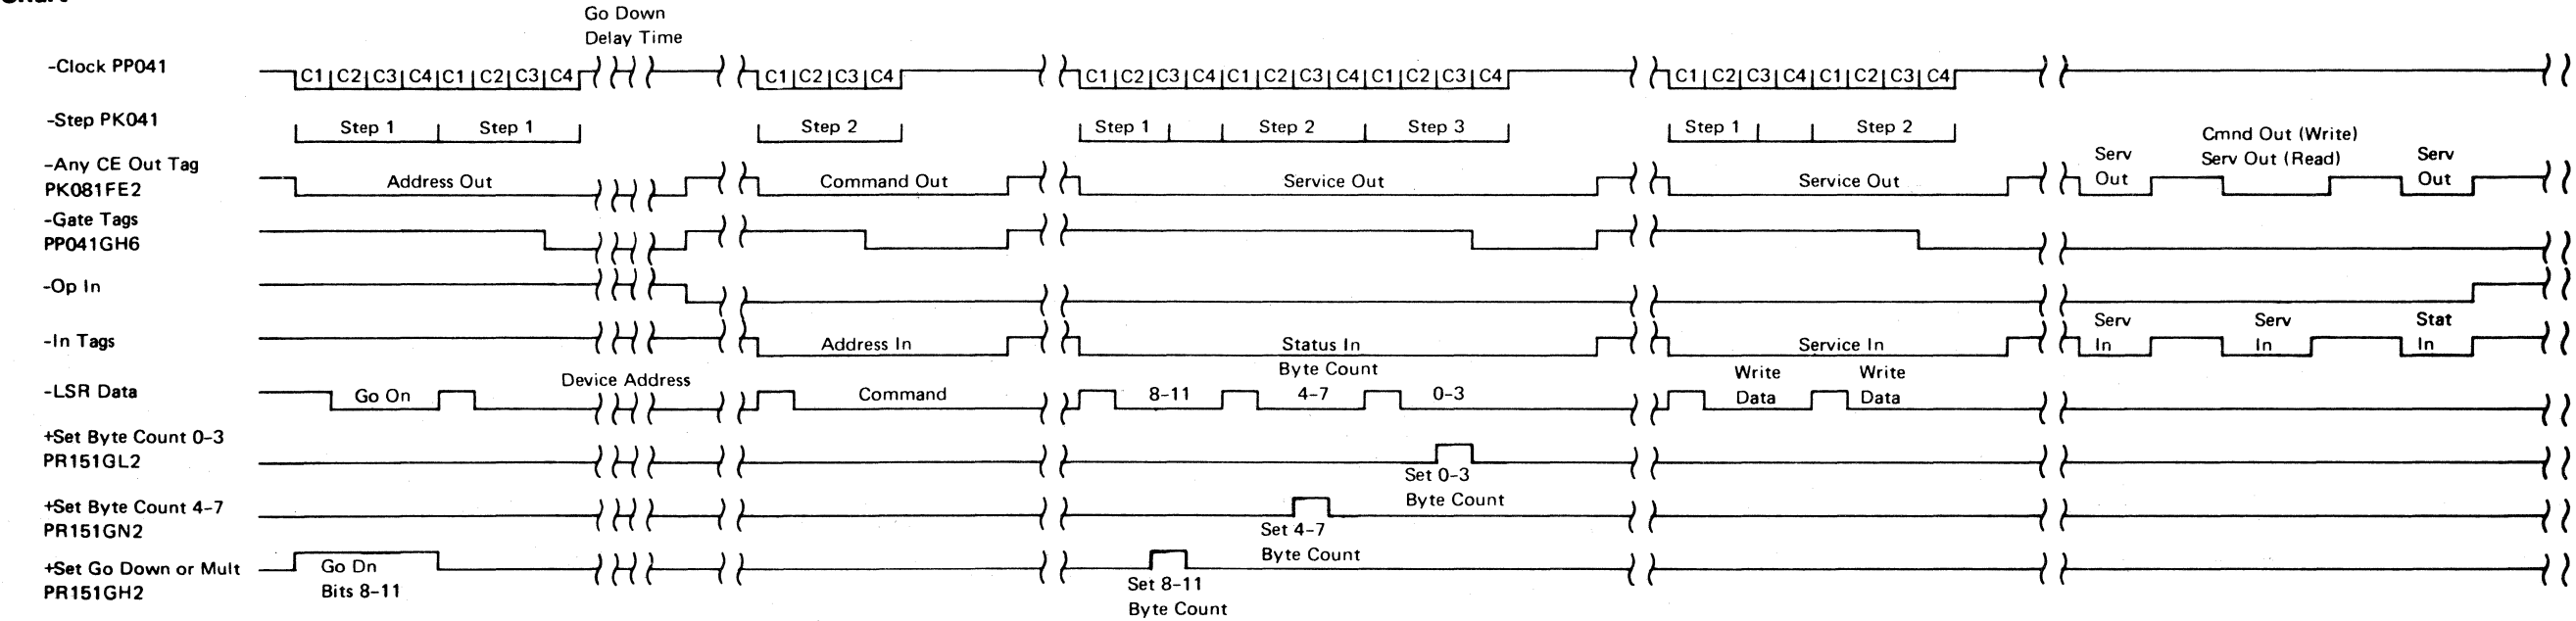 Go Down
Delay Time
-Clock PP041
C1 C2 C3 C4 C1 C2 C3 C4 C1 C2 C3 C4 C1 C2 C3 C4 C1 C2 C3 C4 C1 C2 C3 C4 C1 C2 C3 C4 C1 C2 C3 C4
-Step PK041
Step 1 Step 1 Step 2 Step 1 Step 2 Step 3 Step 1 Step 2
Cmnd Out (Write)
Serv Out (Read)
-Any CE Out Tag
PK081FE2
Address Out Command Out Service Out Service Out
Serv
Out
Serv
Out
-Gate Tags
PP041GH6
-Op In
-In Tags
Address In Status In Service In
Serv
In
Serv
In
Stat
In
-LSR Data
Go On
Device Address
Command
Byte Count
8-11 4-7 0-3
Write
Data
Write
Data
+Set Byte Count 0-3
PR151GL2
Set 0-3
Byte Count
+Set Byte Count 4-7
PR151GN2
Set 4-7
Byte Count
+Set Go Down or Mult
PR151GH2
Go Dn
Bits 8-11
Set 8-11
Byte Count